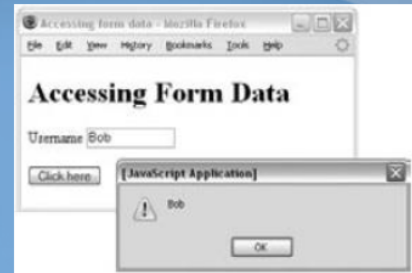 Accessing form data - Mozilla Firefox
File Edit View History Bookmarks Tools Help
Accessing Form Data
Username Bob
Click here
[JavaScript Application]
Bob
OK